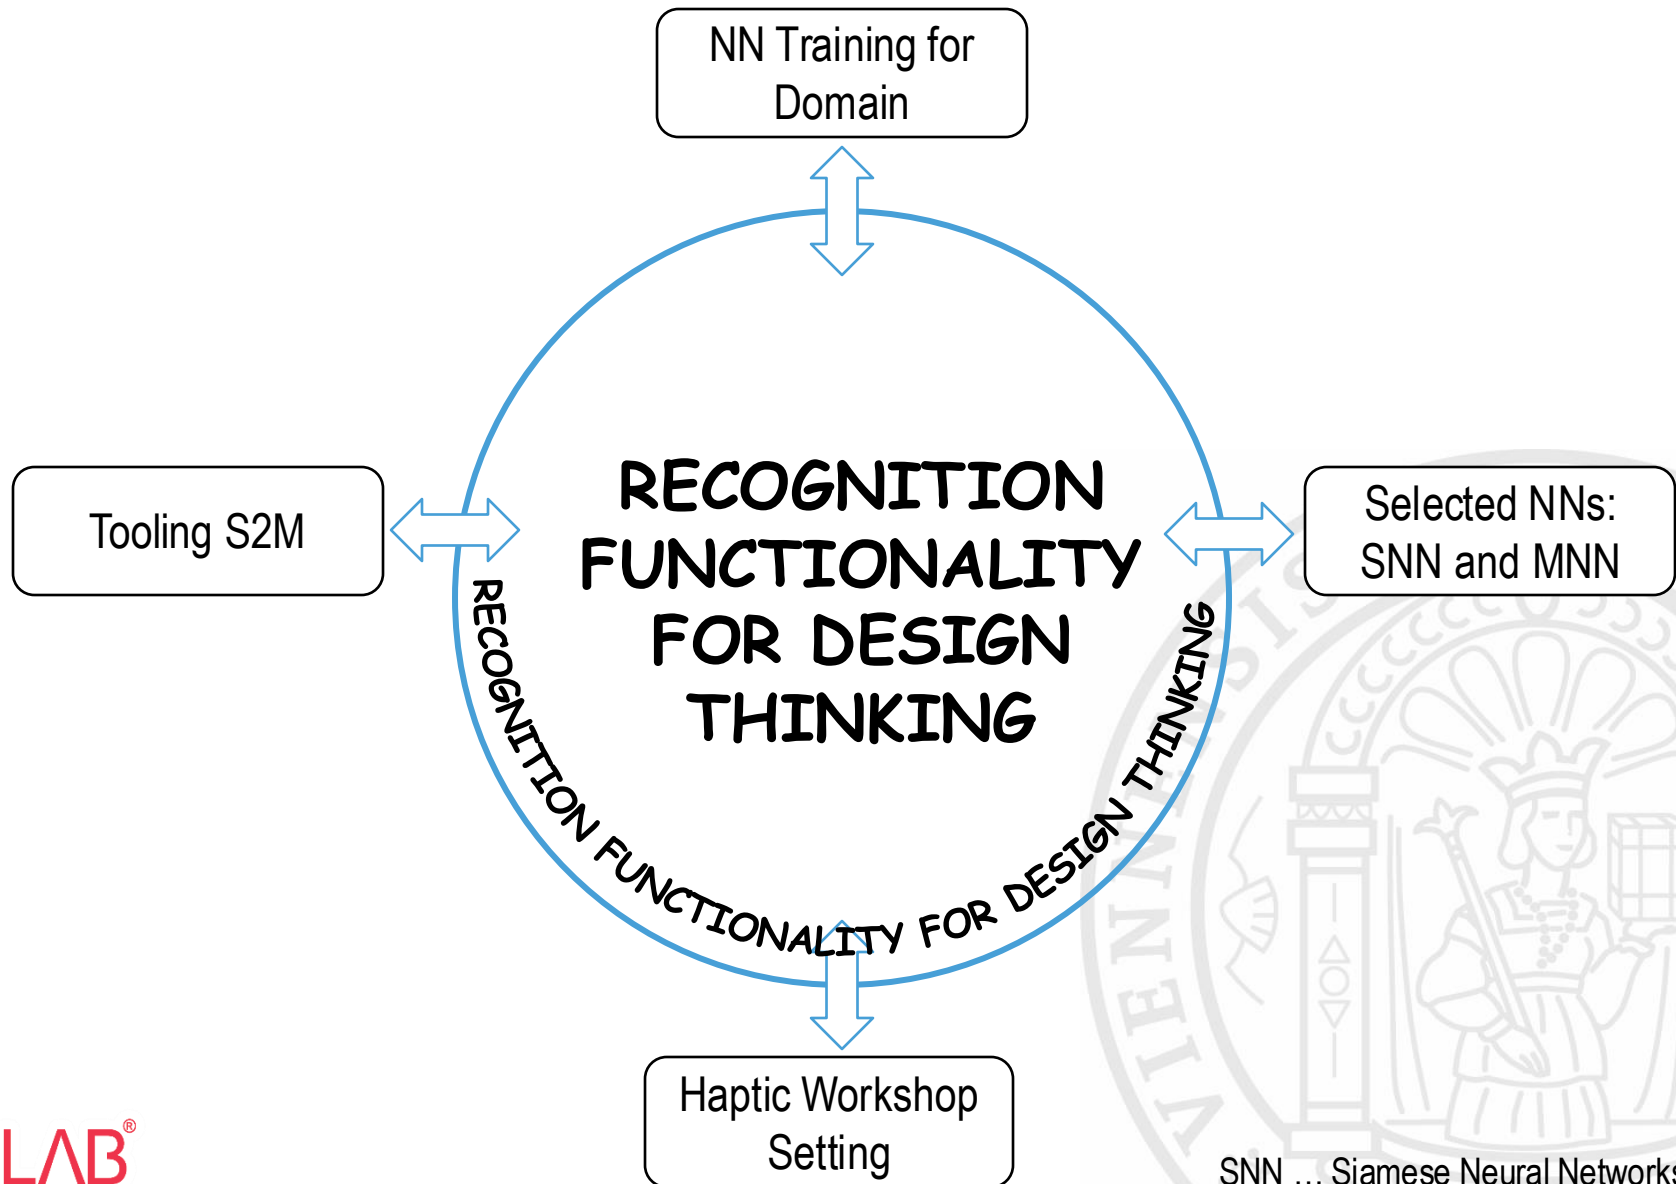 NN Training for
Domain
Tooling S2M
RECOGNITION
FUNCTIONALITY
FOR DESIGN
THINKING
Selected NNs:
SNN and MNN
RECOGNITION FUNCTIONALITY FOR DESIGN THINKING
Haptic Workshop
Setting
LAB®
SNN ... Siamese Neural Networks
VIENNENSIS